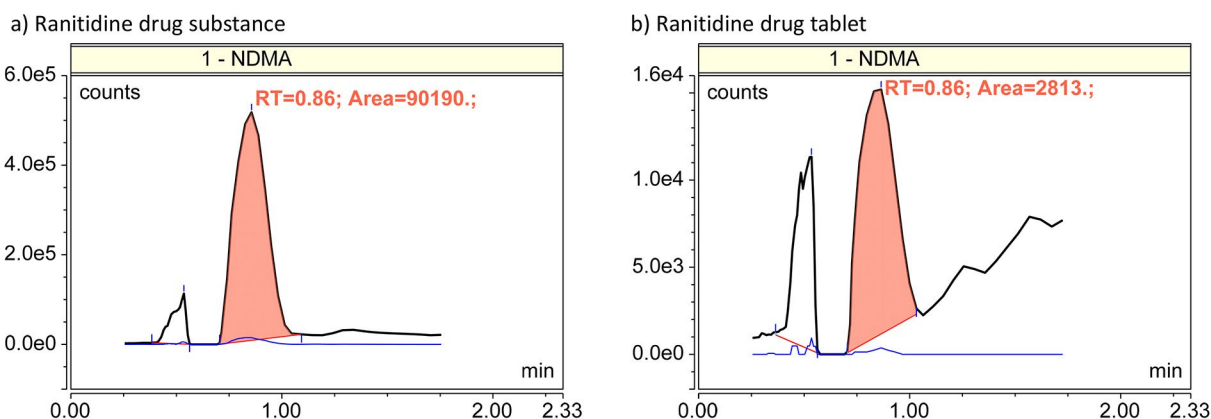 a) Ranitidine drug substance
1 - NDMA
6.0e5
counts
RT=0.86; Area=90190.;
4.0e5
2.0e5
0.0e0
min
0.00
1.00
2.00
2.33
b) Ranitidine drug tablet
1 - NDMA
1.6e4
counts
RT=0.86; Area=2813.;
1.0e4
5.0e3
0.0e0
min
0.00
1.00
2.00
2.33